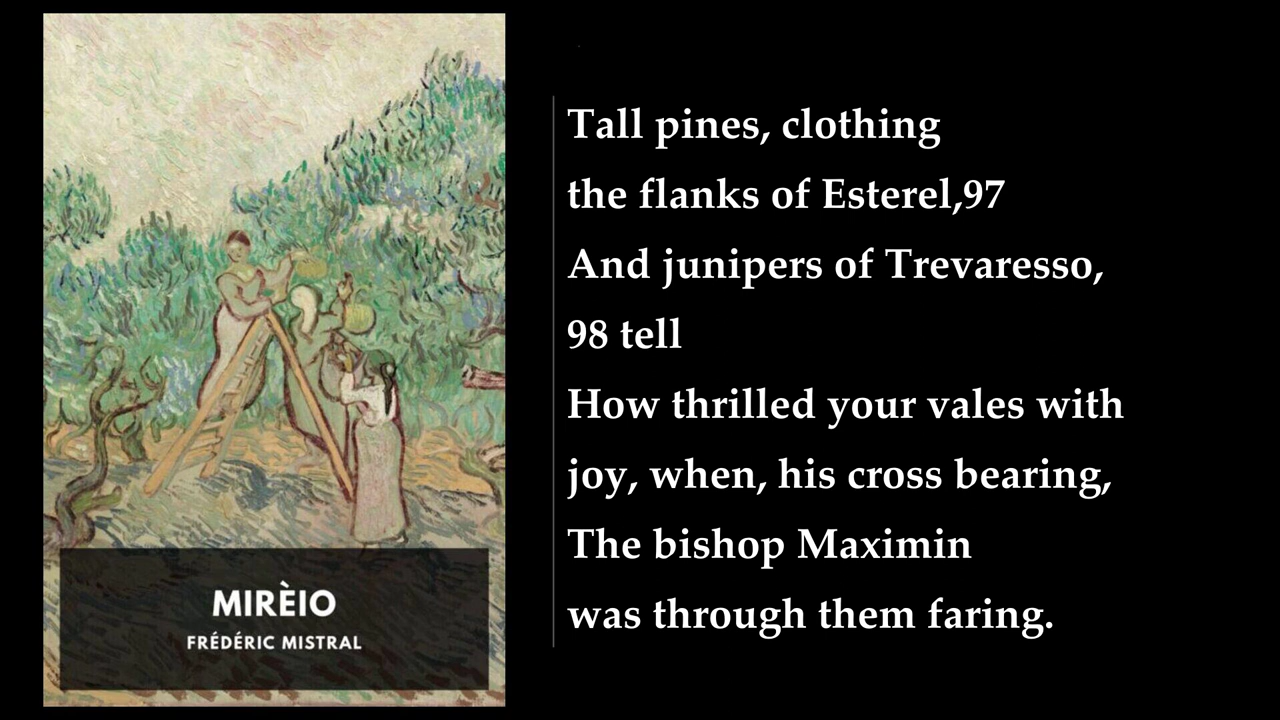 MIRÈIO
FRÉDÉRIC MISTRAL
Tall pines, clothing
the flanks of Esterel,97
And junipers of Trevaresso,
98 tell
How thrilled your vales with
joy, when, his cross bearing,
The bishop Maximin
was through them faring.